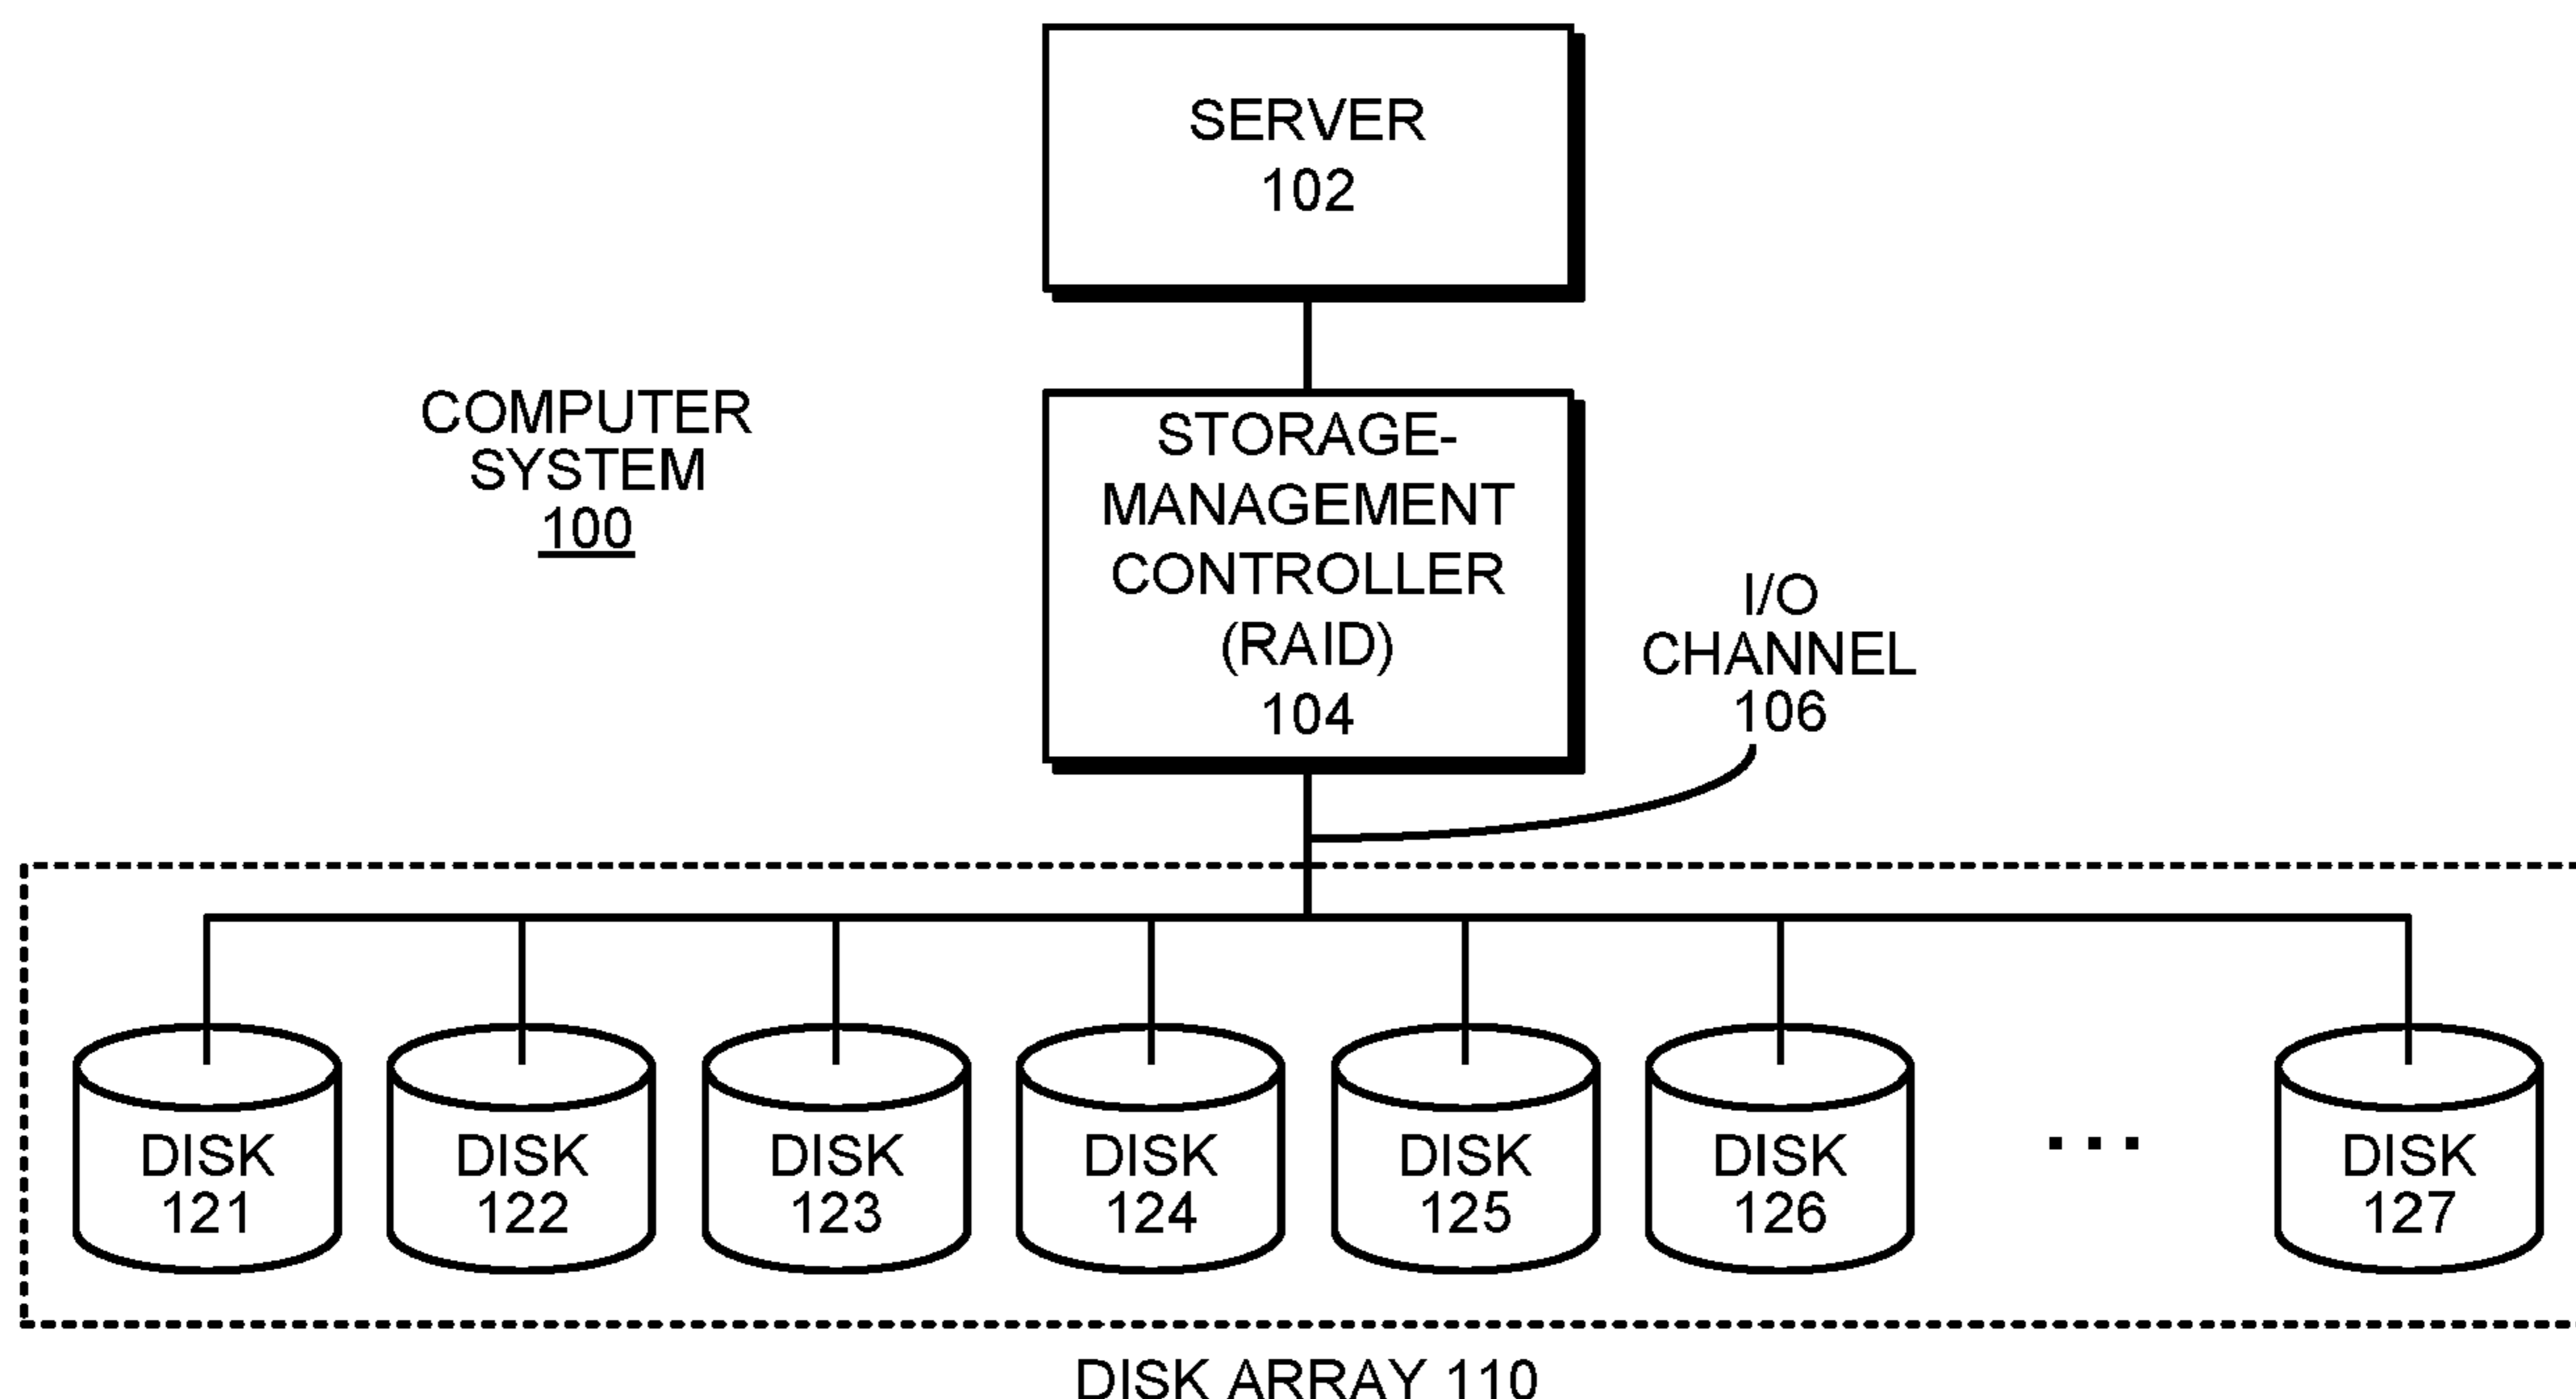 SERVER
102
COMPUTER
SYSTEM
100
STORAGE-
MANAGEMENT
CONTROLLER
(RAID)
104
I/O
CHANNEL
106
DISK
121
DISK
122
DISK
123
DISK
124
DISK
125
DISK
126
...
DISK
127
DISK ARRAY 110